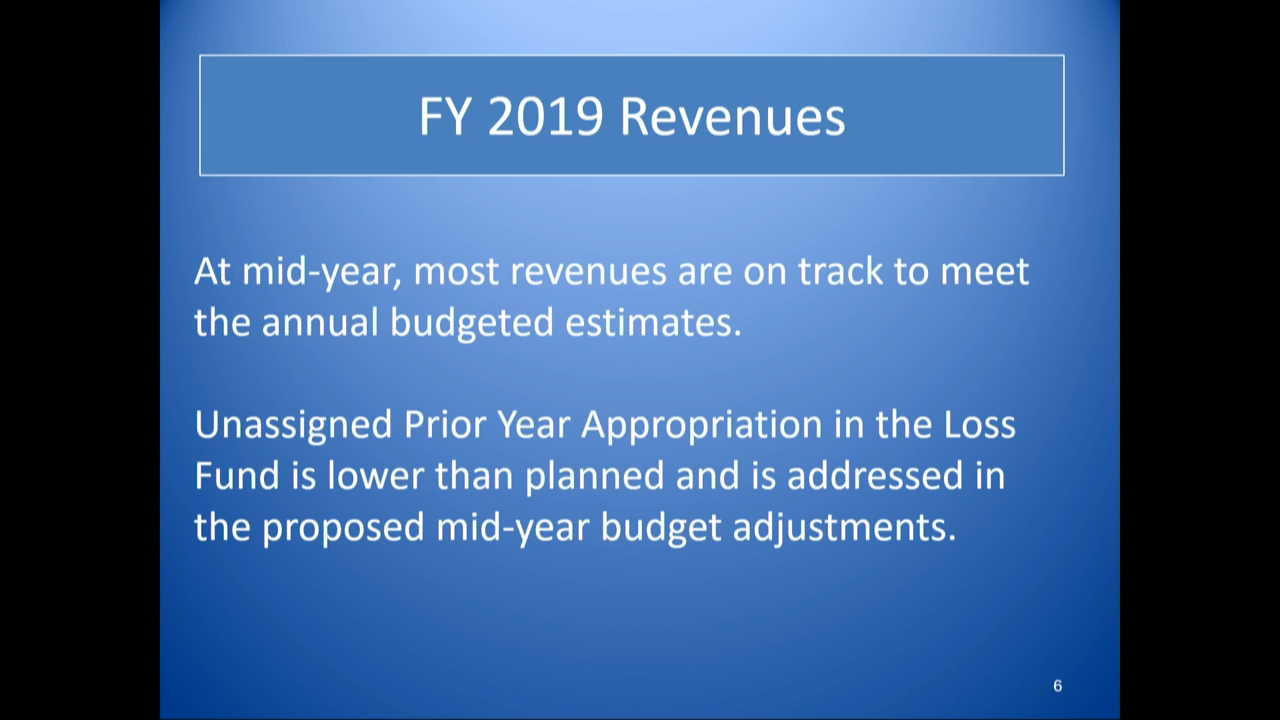 FY 2019 Revenues
At mid-year, most revenues are on track to meet
the annual budgeted estimates.
Unassigned Prior Year Appropriation in the Loss
Fund is lower than planned and is addressed in
the proposed mid-year budget adjustments.
6